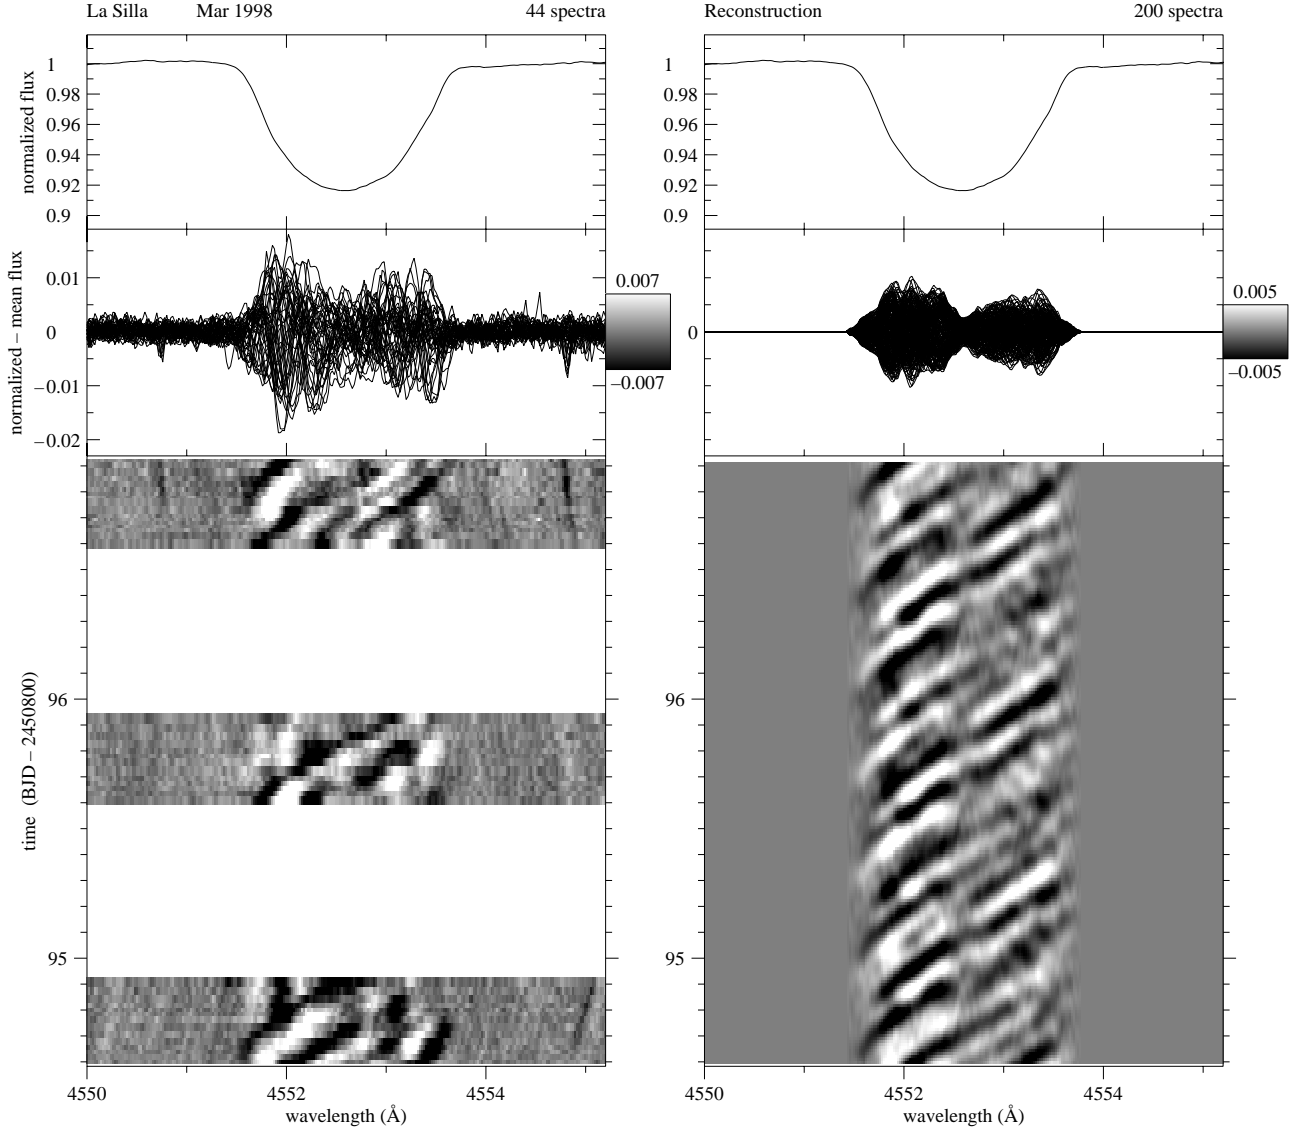 La Silla Mar 1998 44 spectra
Reconstruction 200 spectra
normalized flux
1
0.98
0.96
0.94
0.92
0.9
1
0.98
0.96
0.94
0.92
0.9
normalized − mean flux
0.01
0
−0.01
−0.02
0.007
−0.007
0
0.005
−0.005
time (BJD − 2450800)
96
95
96
95
4550 4552 4554
wavelength (Å)
4550 4552 4554
wavelength (Å)